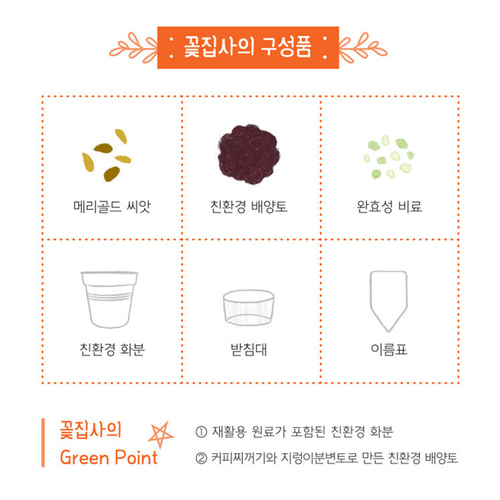 꽃집사의 구성품
메리골드 씨앗
친환경 배양토
완효성 비료
친환경 화분
받침대
이름표
꽃집사의
Green Point
① 재활용 원료가 포함된 친환경 화분
② 커피찌꺼기와 지렁이분변토로 만든 친환경 배양토